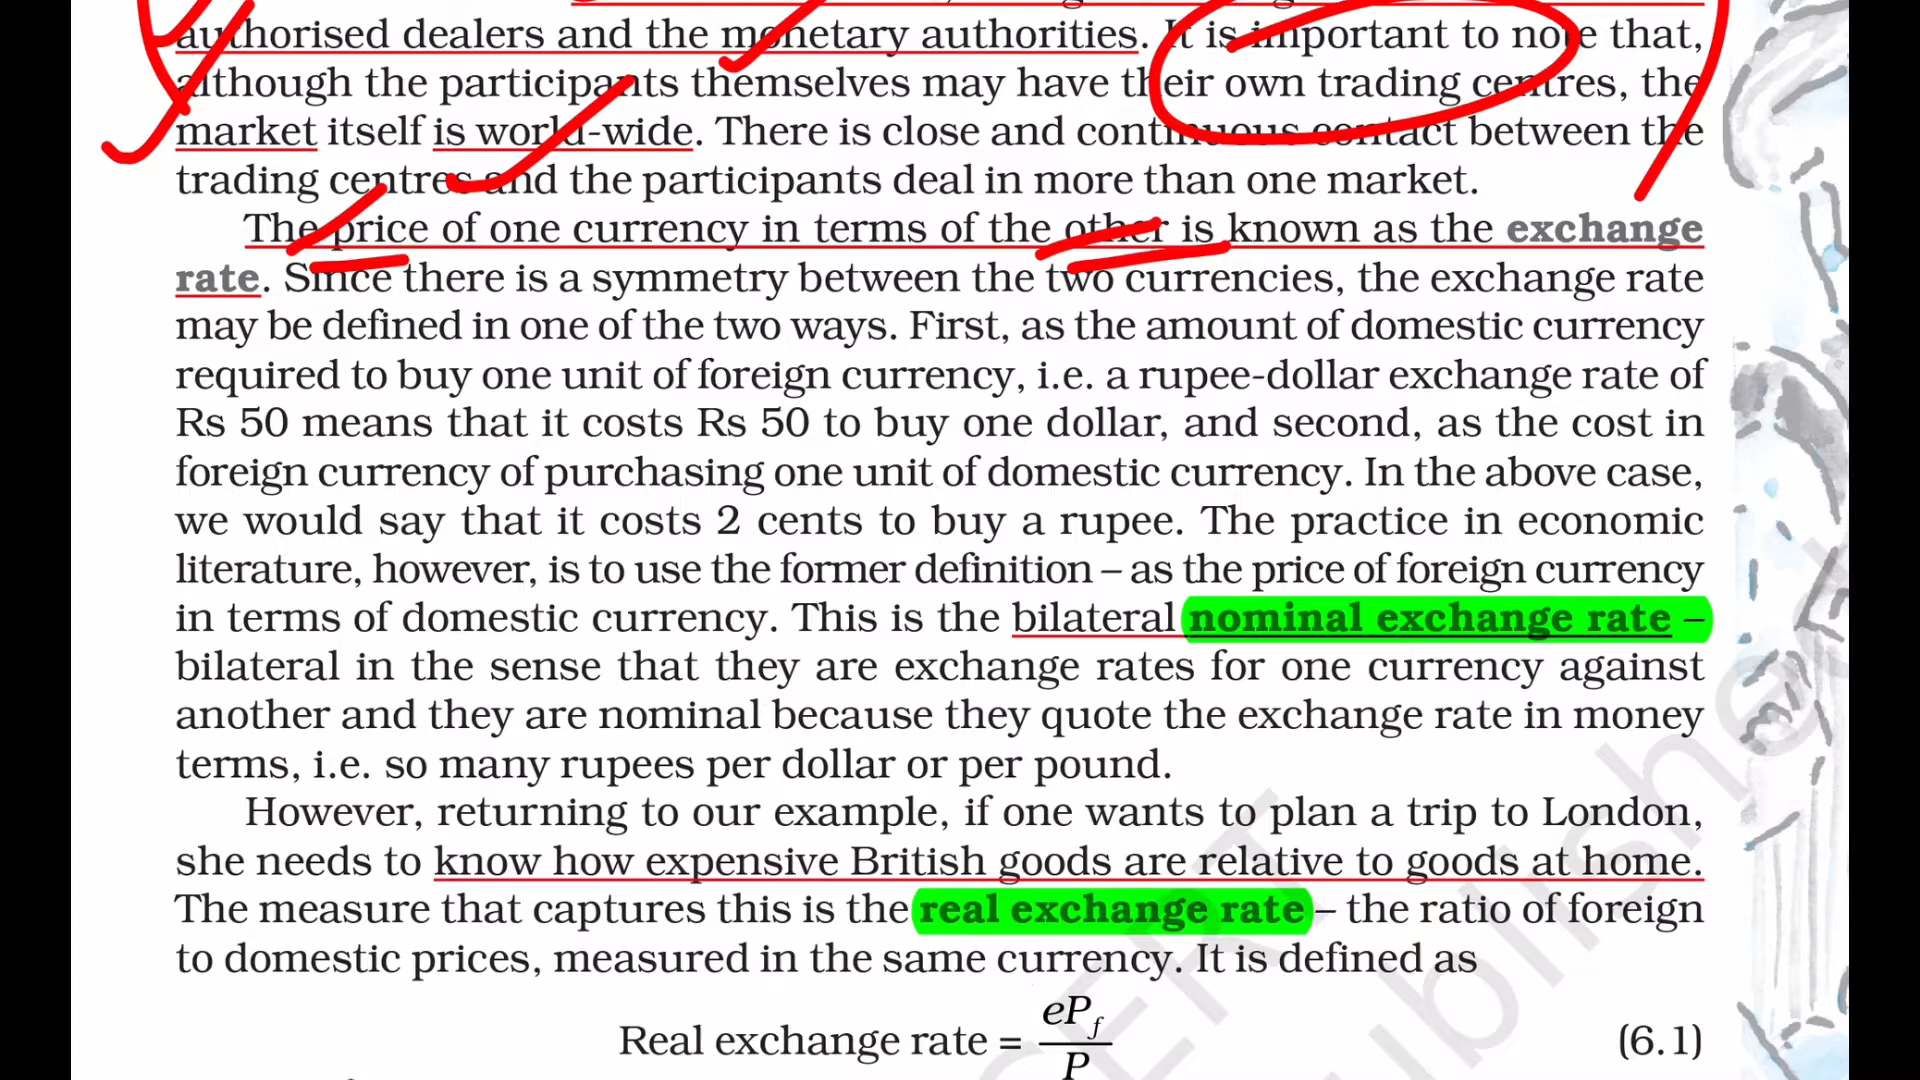 authorised dealers and the monetary authorities. It is important to note that,
although the participants themselves may have their own trading centres, the
market itself is world-wide. There is close and continuous contact between the
trading centres and the participants deal in more than one market.
The price of one currency in terms of the other is known as the exchange
rate. Since there is a symmetry between the two currencies, the exchange rate
may be defined in one of the two ways. First, as the amount of domestic currency
required to buy one unit of foreign currency, i.e. a rupee-dollar exchange rate of
Rs 50 means that it costs Rs 50 to buy one dollar, and second, as the cost in
foreign currency of purchasing one unit of domestic currency. In the above case,
we would say that it costs 2 cents to buy a rupee. The practice in economic
literature, however, is to use the former definition – as the price of foreign currency
in terms of domestic currency. This is the bilateral nominal exchange rate –
bilateral in the sense that they are exchange rates for one currency against
another and they are nominal because they quote the exchange rate in money
terms, i.e. so many rupees per dollar or per pound.
However, returning to our example, if one wants to plan a trip to London,
she needs to know how expensive British goods are relative to goods at home.
The measure that captures this is the real exchange rate – the ratio of foreign
to domestic prices, measured in the same currency. It is defined as
Real exchange rate = ePf / P (6.1)